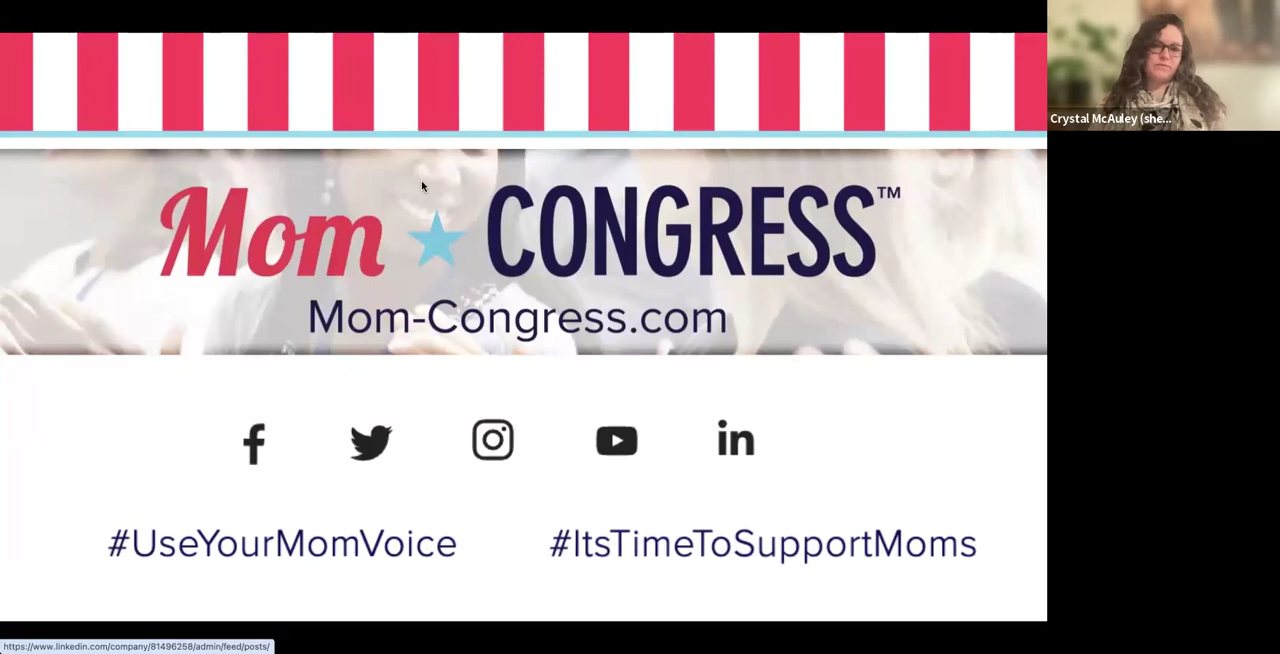 Mom CONGRESS™
Mom-Congress.com
#UseYourMomVoice #ItsTimeToSupportMoms
Crystal McAuley (she...
https://www.linkedin.com/company/81496258/admin/feed/posts/